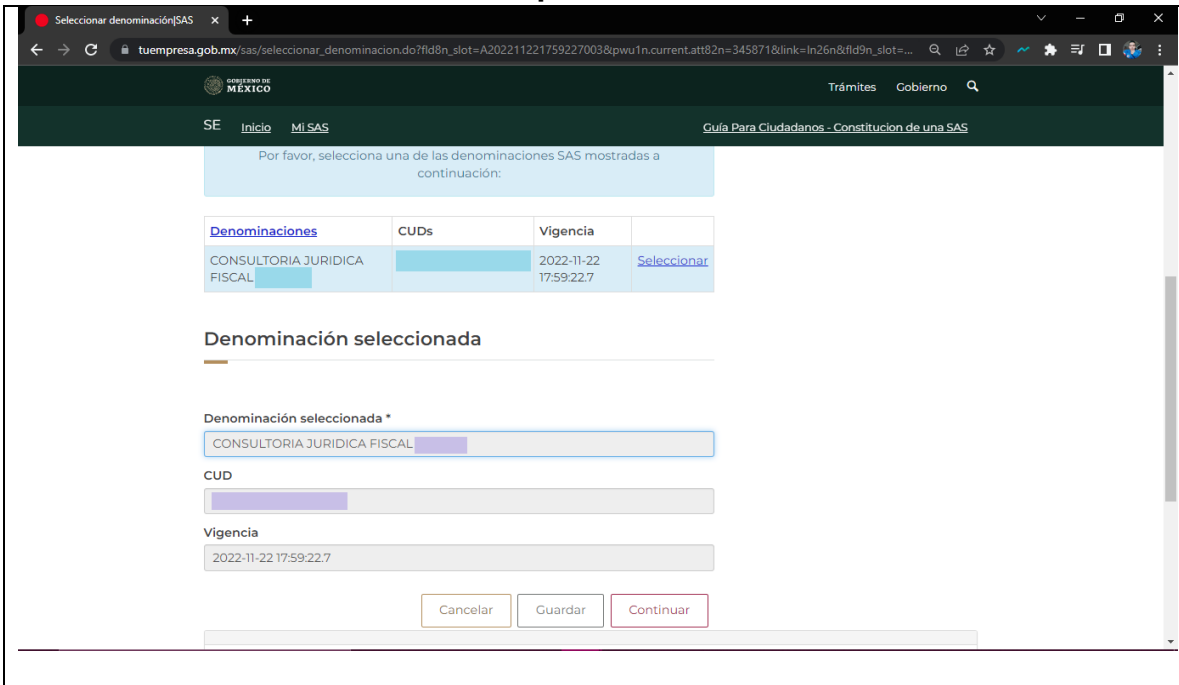 Seleccionar denominación|SAS
tuempresa.gob.mx/sas/seleccionar_denominacion.do?fld8n_slot=A202211221759227003&pwu1n.current.att82n=345871&link=ln26n&fld9n_slot=...
GOBIERNO DE
MÉXICO
Trámites Gobierno
SE Inicio Mi SAS Guía Para Ciudadanos - Constitucion de una SAS
Por favor, selecciona una de las denominaciones SAS mostradas a
continuación:
Denominaciones CUDs Vigencia
CONSULTORIA JURIDICA 2022-11-22 Seleccionar
FISCAL 17:59:22.7
Denominación seleccionada
Denominación seleccionada *
CONSULTORIA JURIDICA FISCAL
CUD
Vigencia
2022-11-22 17:59:22.7
Cancelar Guardar Continuar